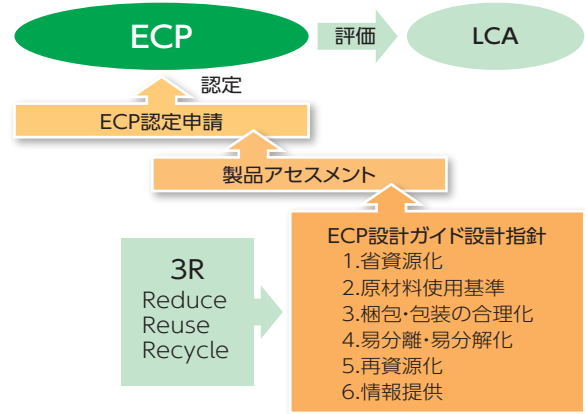 ECP
評価
LCA
認定
ECP認定申請
製品アセスメント
ECP設計ガイド設計指針
1.省資源化
2.原材料使用基準
3.梱包・包装の合理化
4.易分離・易分解化
5.再資源化
6.情報提供
3R
Reduce
Reuse
Recycle